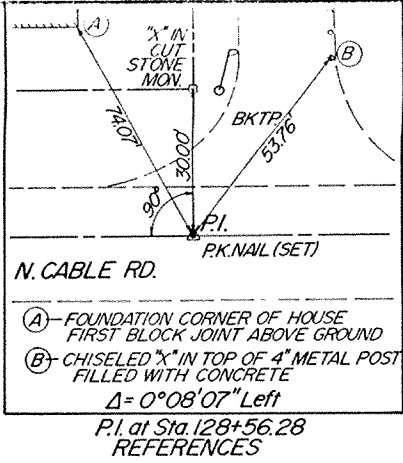 A
"X" IN
CUT
STONE
MON.
B
BKTP.
74.07'
30.00'
53.76
90°
P.I.
P.K. NAIL (SET)
N. CABLE RD.
A - FOUNDATION CORNER OF HOUSE
FIRST BLOCK JOINT ABOVE GROUND
B - CHISELED "X" IN TOP OF 4" METAL POST
FILLED WITH CONCRETE
Δ= 0°08'07" Left
P.I. at Sta. 128+56.28
REFERENCES